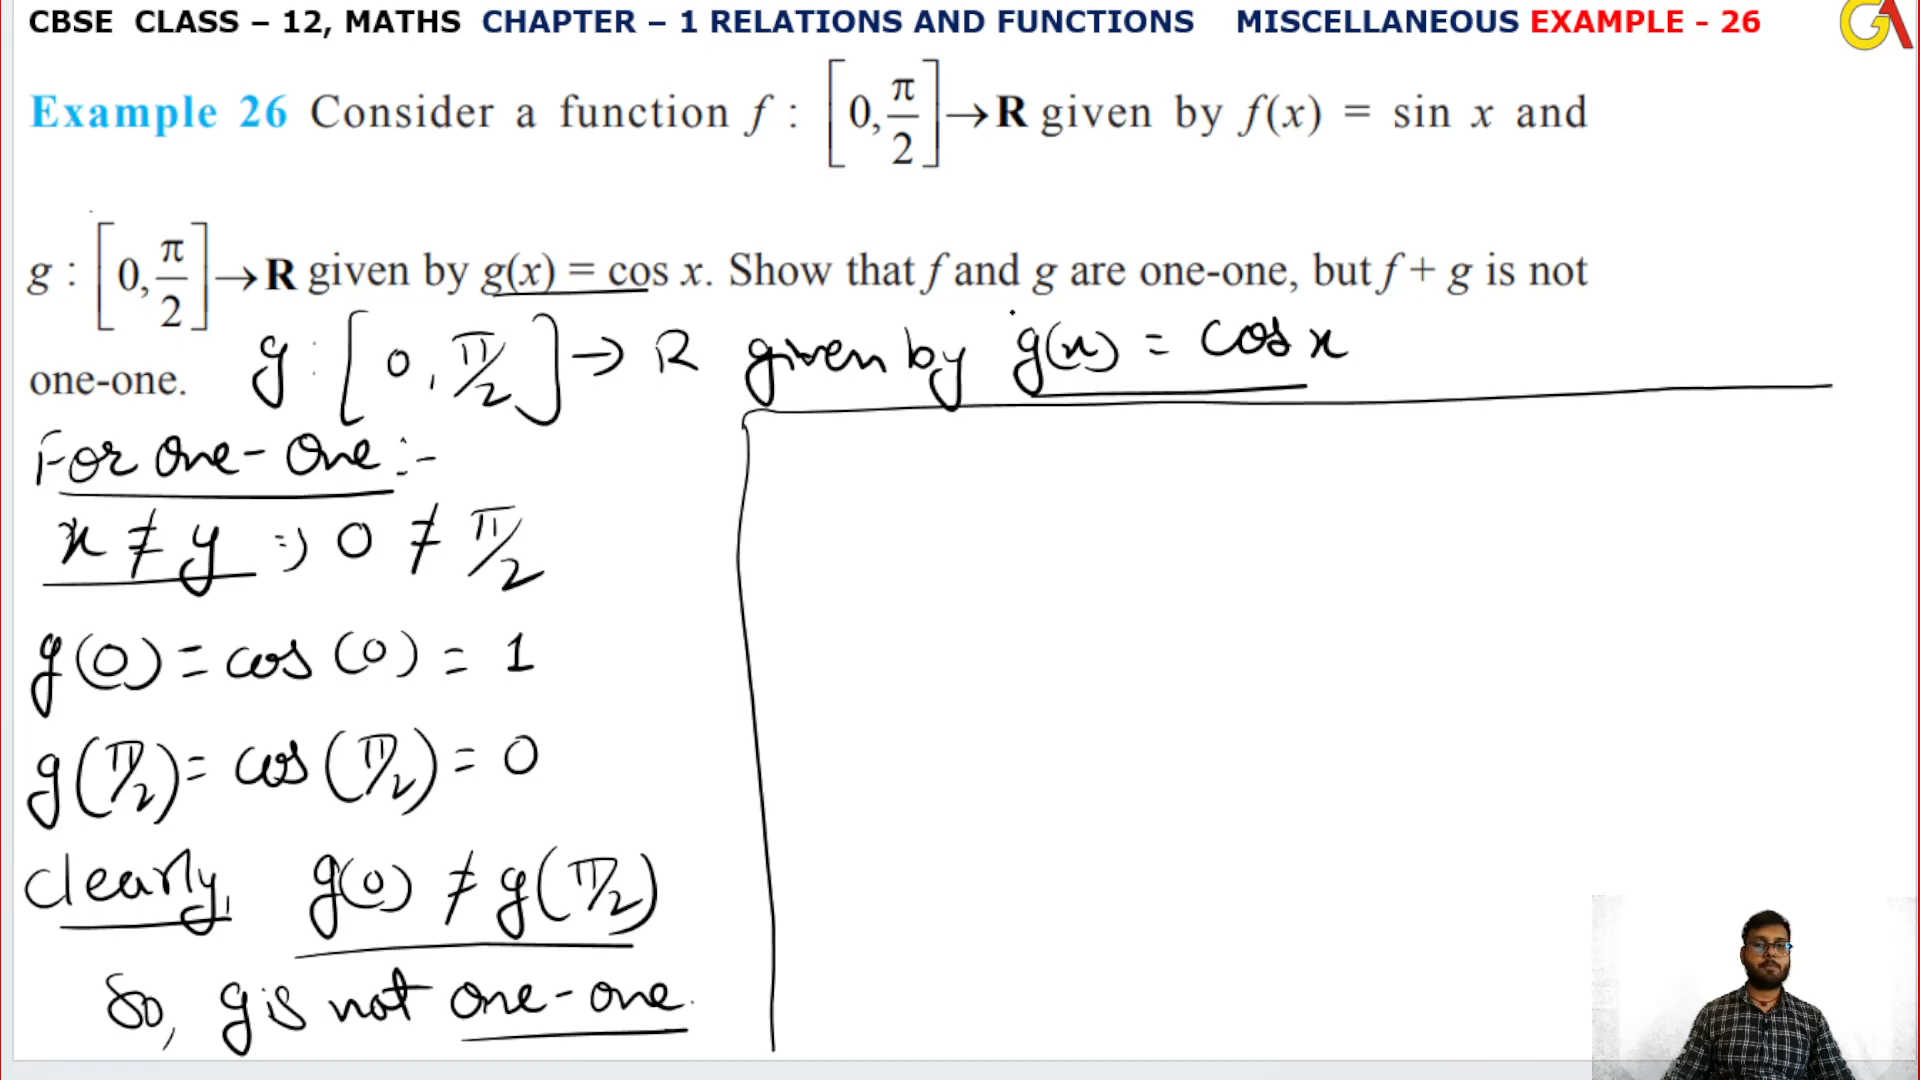 CBSE CLASS – 12, MATHS CHAPTER – 1 RELATIONS AND FUNCTIONS MISCELLANEOUS EXAMPLE - 26
GA
Example 26 Consider a function f : [0, π/2] → R given by f(x) = sin x and
g : [0, π/2] → R given by g(x) = cos x. Show that f and g are one-one, but f + g is not
one-one.
g : [0, π/2] → R given by g(x) = cos x
For one-one :-
x ≠ y ⇒ 0 ≠ π/2
g(0) = cos (0) = 1
g(π/2) = cos (π/2) = 0
clearly, g(0) ≠ g(π/2)
So, g is not one-one.